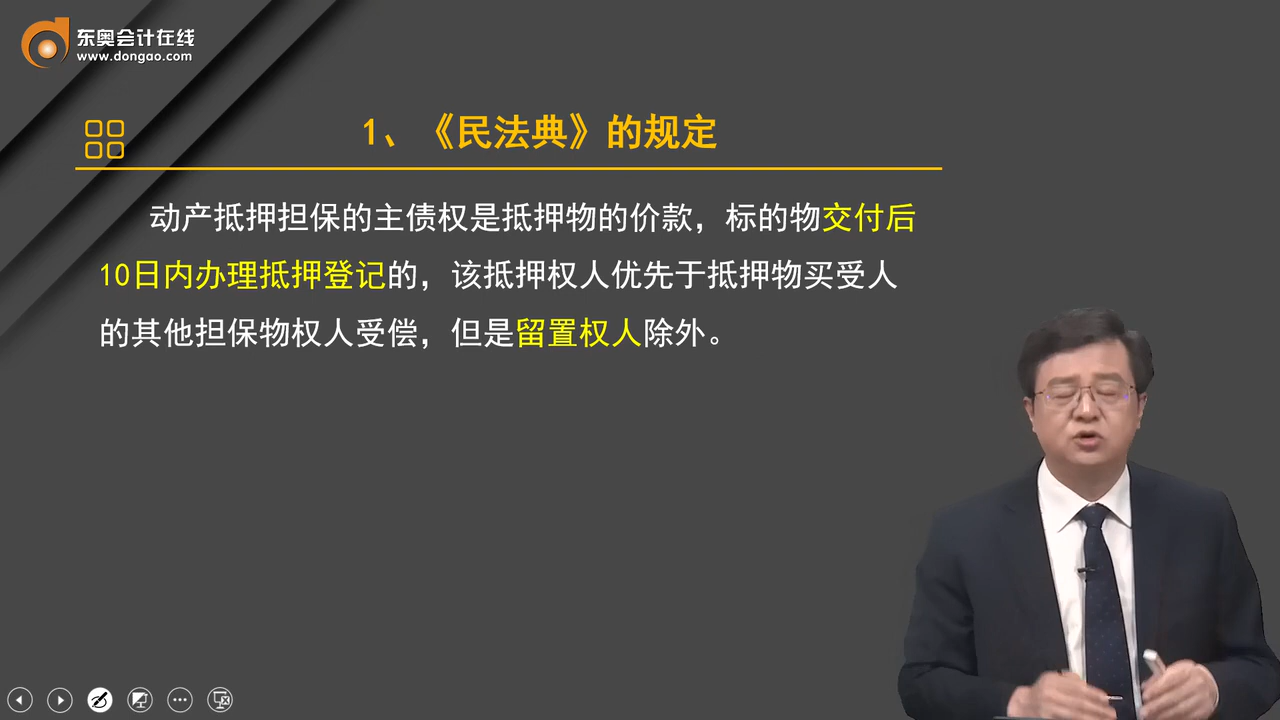 东奥会计在线
www.dongao.com
1、《民法典》的规定
动产抵押担保的主债权是抵押物的价款，标的物交付后
10日内办理抵押登记的，该抵押权人优先于抵押物买受人
的其他担保物权人受偿，但是留置权人除外。